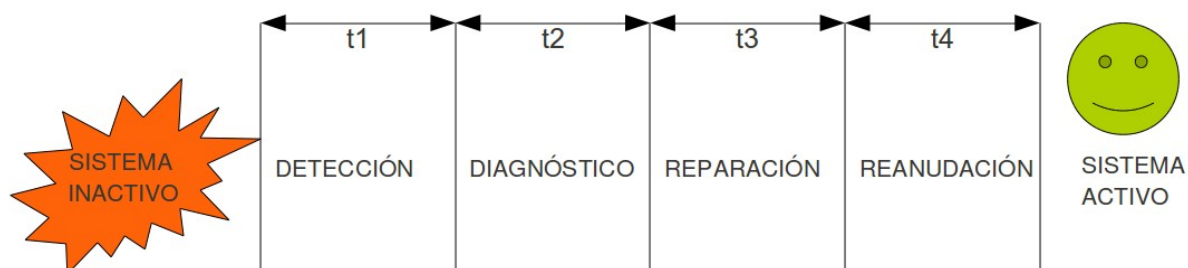 t1
t2
t3
t4
SISTEMA
INACTIVO
DETECCIÓN
DIAGNÓSTICO
REPARACIÓN
REANUDACIÓN
SISTEMA
ACTIVO